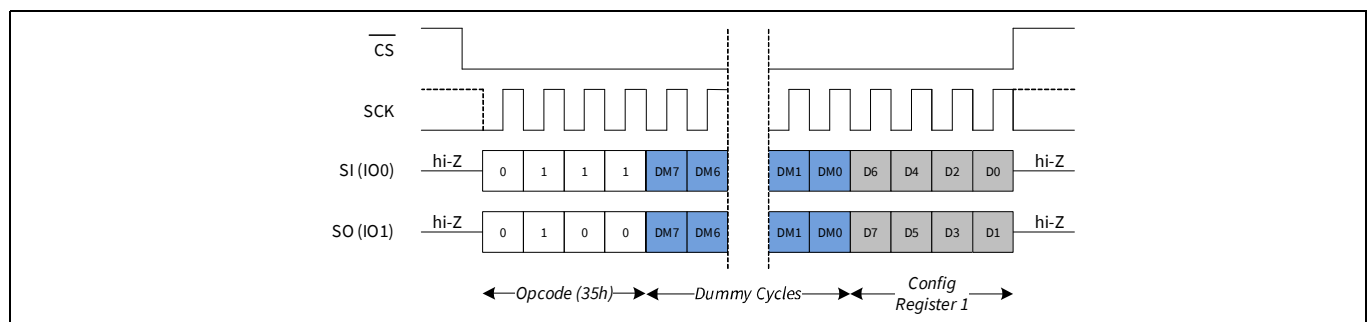 CS
SCK
SI (IO0) hi-Z 0 1 1 1 DM7 DM6 DM1 DM0 D6 D4 D2 D0 hi-Z
SO (IO1) hi-Z 0 1 0 0 DM7 DM6 DM1 DM0 D7 D5 D3 D1 hi-Z
Opcode (35h) Dummy Cycles Config
Register 1